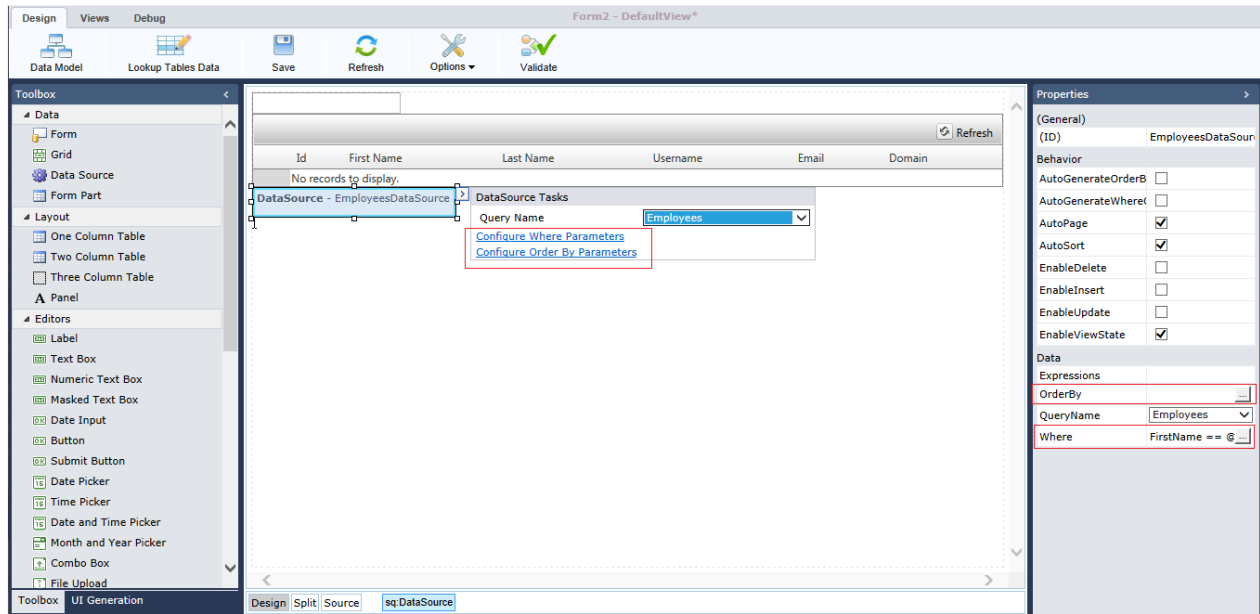 Design Views Debug
Form2 - DefaultView*
Data Model Lookup Tables Data Save Refresh Options Validate
Toolbox
Data
Form
Grid
Data Source
Form Part
Layout
One Column Table
Two Column Table
Three Column Table
A Panel
Editors
Label
Text Box
Numeric Text Box
Masked Text Box
Date Input
Button
Submit Button
Date Picker
Time Picker
Date and Time Picker
Month and Year Picker
Combo Box
File Upload
Toolbox UI Generation
Refresh
Id First Name Last Name Username Email Domain
No records to display.
DataSource - EmployeesDataSource
DataSource Tasks
Query Name Employees
Configure Where Parameters
Configure Order By Parameters
Design Split Source sq:DataSource
Properties
(General)
(ID) EmployeesDataSour
Behavior
AutoGenerateOrderB
AutoGenerateWhere
AutoPage
AutoSort
EnableDelete
EnableInsert
EnableUpdate
EnableViewState
Data
Expressions
OrderBy ...
QueryName Employees
Where FirstName == @ ...